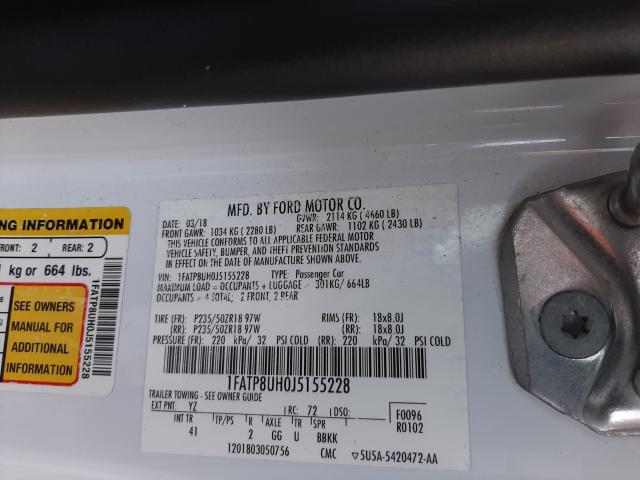 NG INFORMATION
FRONT: 2 REAR: 2
kg or 664 lbs.
SEE OWNERS
MANUAL FOR
ADDITIONAL
INFORMATION
1FATP8UH0J5155228
MFD. BY FORD MOTOR CO.
DATE: 03/18 GVWR: 2114 KG (4660 LB)
FRONT GAWR: 1034 KG (2280 LB) REAR GAWR: 1102 KG (2430 LB)
THIS VEHICLE CONFORMS TO ALL APPLICABLE FEDERAL MOTOR
VEHICLE SAFETY, BUMPER, AND THEFT PREVENTION STANDARDS
IN EFFECT ON THE DATE OF MANUFACTURE SHOWN ABOVE.
VIN: 1FATP8UH0J5155228 TYPE: Passenger Car
MAXIMUM LOAD = OCCUPANTS + LUGGAGE = 301KG/ 664LB
OCCUPANTS = 4 TOTAL; 2 FRONT, 2 REAR
TIRE (FR): P235/50ZR18 97W RIMS (FR): 18x8.0J
(RR): P235/50ZR18 97W (RR): 18x8.0J
PRESSURE (FR): 220 kPa/ 32 PSI COLD (RR): 220 kPa/ 32 PSI COLD
1FATP8UH0J5155228
TRAILER TOWING - SEE OWNER GUIDE
EXT PNT: YZ RC: 72 DSO: F0096
R0102
INT TR TP/PS R AXLE TR SPR
41 2 GG U BBKK
1201803050756 CMC ▽5U5A-5420472-AA